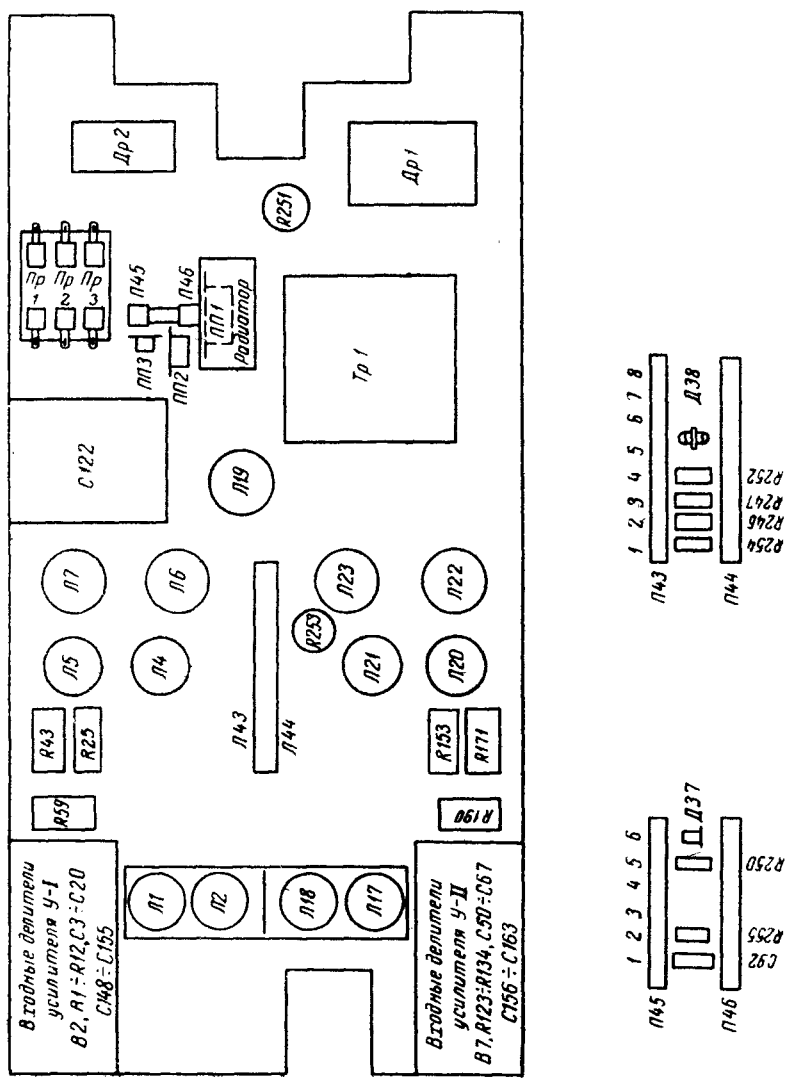 Др2
Др1
R251
Пр
1
Пр
2
Пр
3
П45
П46
ПП3
ПП2
ПП1
Радиатор
Тр 1
С122
Л19
Л7
Л6
Л23
Л22
R253
Л5
Л4
Л21
Л20
R43
R25
Л43
Л44
R153
R171
R59
R190
Входные делители
усилителя У-I
В2, R1÷R12, С3÷С20
С148÷С155
Л1
Л2
Л18
Л17
Входные делители
усилителя У-II
В7, R123÷R134, С50÷С67
С156÷С163
1 2 3 4 5 6 7 8
П43
Д38
П44
R254
R246
R247
R252
1 2 3 4 5 6
П45
Д37
П46
С92
R255
R250